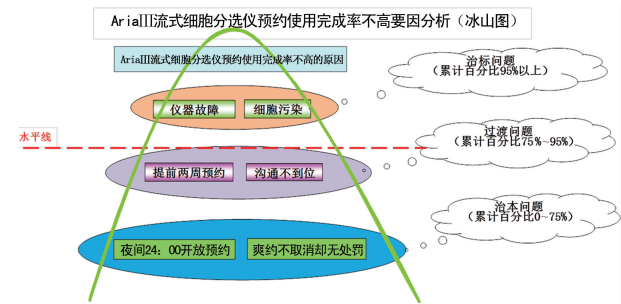 AriaⅢ流式细胞分选仪预约使用完成率不高要因分析（冰山图）
AriaⅢ流式细胞分选仪预约使用完成率不高的原因
治标问题
（累计百分比95%以上）
仪器故障
细胞污染
水平线
过渡问题
（累计百分比75%~95%）
提前两周预约
沟通不到位
治本问题
（累计百分比0~75%）
夜间24：00开放预约
爽约不取消却无处罚